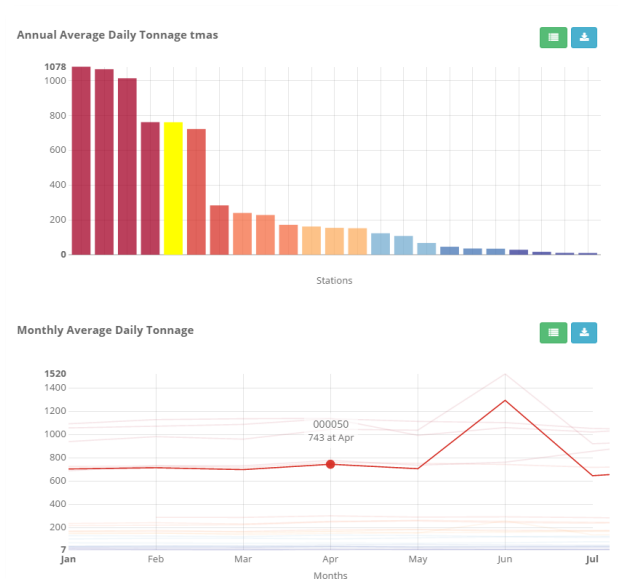 Annual Average Daily Tonnage tmas
1078
1000
800
600
400
200
0
Stations
Monthly Average Daily Tonnage
1520
1400
1200
1000
800
600
400
200
7
000050
743 at Apr
Jan Feb Mar Apr May Jun Jul
Months